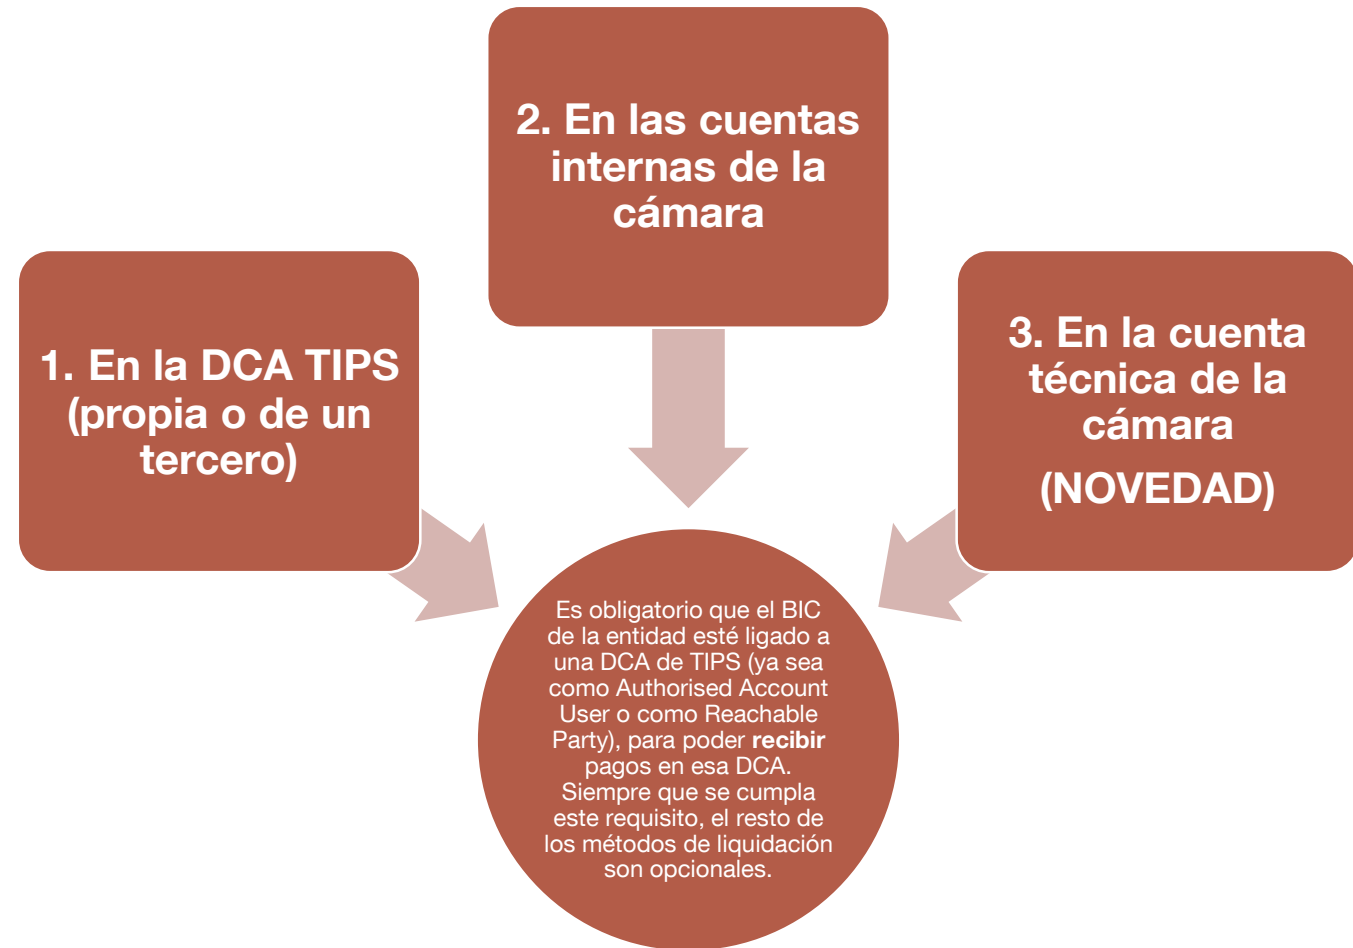 1. En la DCA TIPS
(propia o de un
tercero)
2. En las cuentas
internas de la
cámara
3. En la cuenta
técnica de la
cámara
(NOVEDAD)
Es obligatorio que el BIC
de la entidad esté ligado a
una DCA de TIPS (ya sea
como Authorised Account
User o como Reachable
Party), para poder recibir
pagos en esa DCA.
Siempre que se cumpla
este requisito, el resto de
los métodos de liquidación
son opcionales.